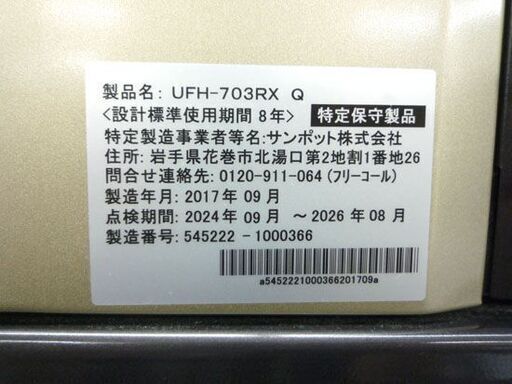 製品名: UFH-703RX Q
<設計標準使用期間 8年> 特定保守製品
特定製造事業者等名:サンポット株式会社
住所: 岩手県花巻市北湯口第2地割1番地26
問合せ連絡先: 0120-911-064 (フリーコール)
製造年月: 2017年 09月
点検期間: 2024年 09月 ～2026年 08月
製造番号: 545222 -1000366
a5452221000366201709a